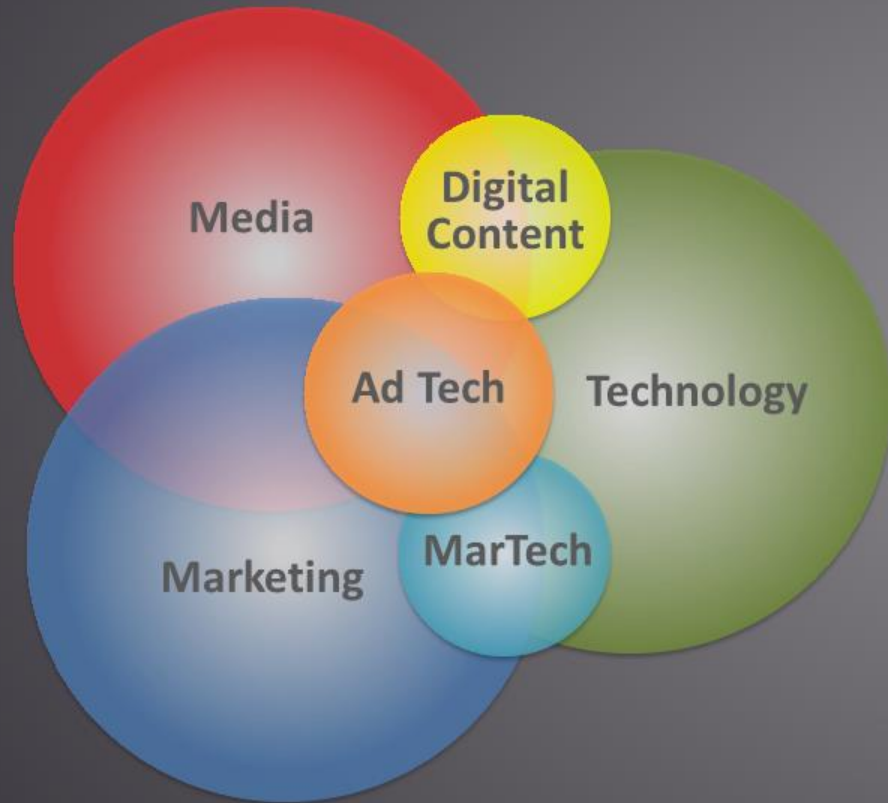 Media
Digital
Content
Ad Tech
Technology
Marketing
MarTech